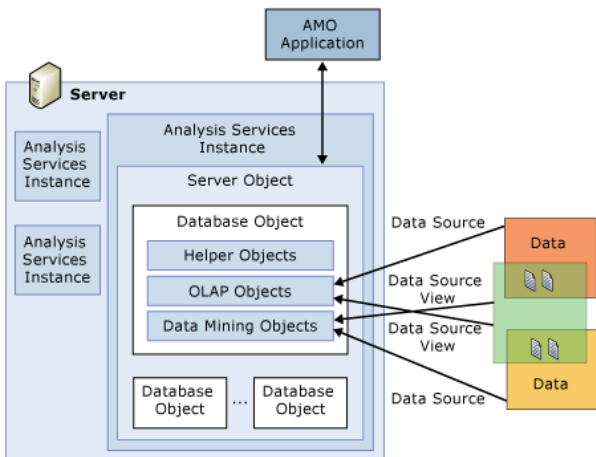 AMO
Application
Server
Analysis
Services
Instance
Analysis
Services
Instance
Analysis Services
Instance
Server Object
Database Object
Helper Objects
OLAP Objects
Data Mining Objects
Database
Object
...
Database
Object
Data Source
Data Source
View
Data Source
View
Data Source
Data
Data